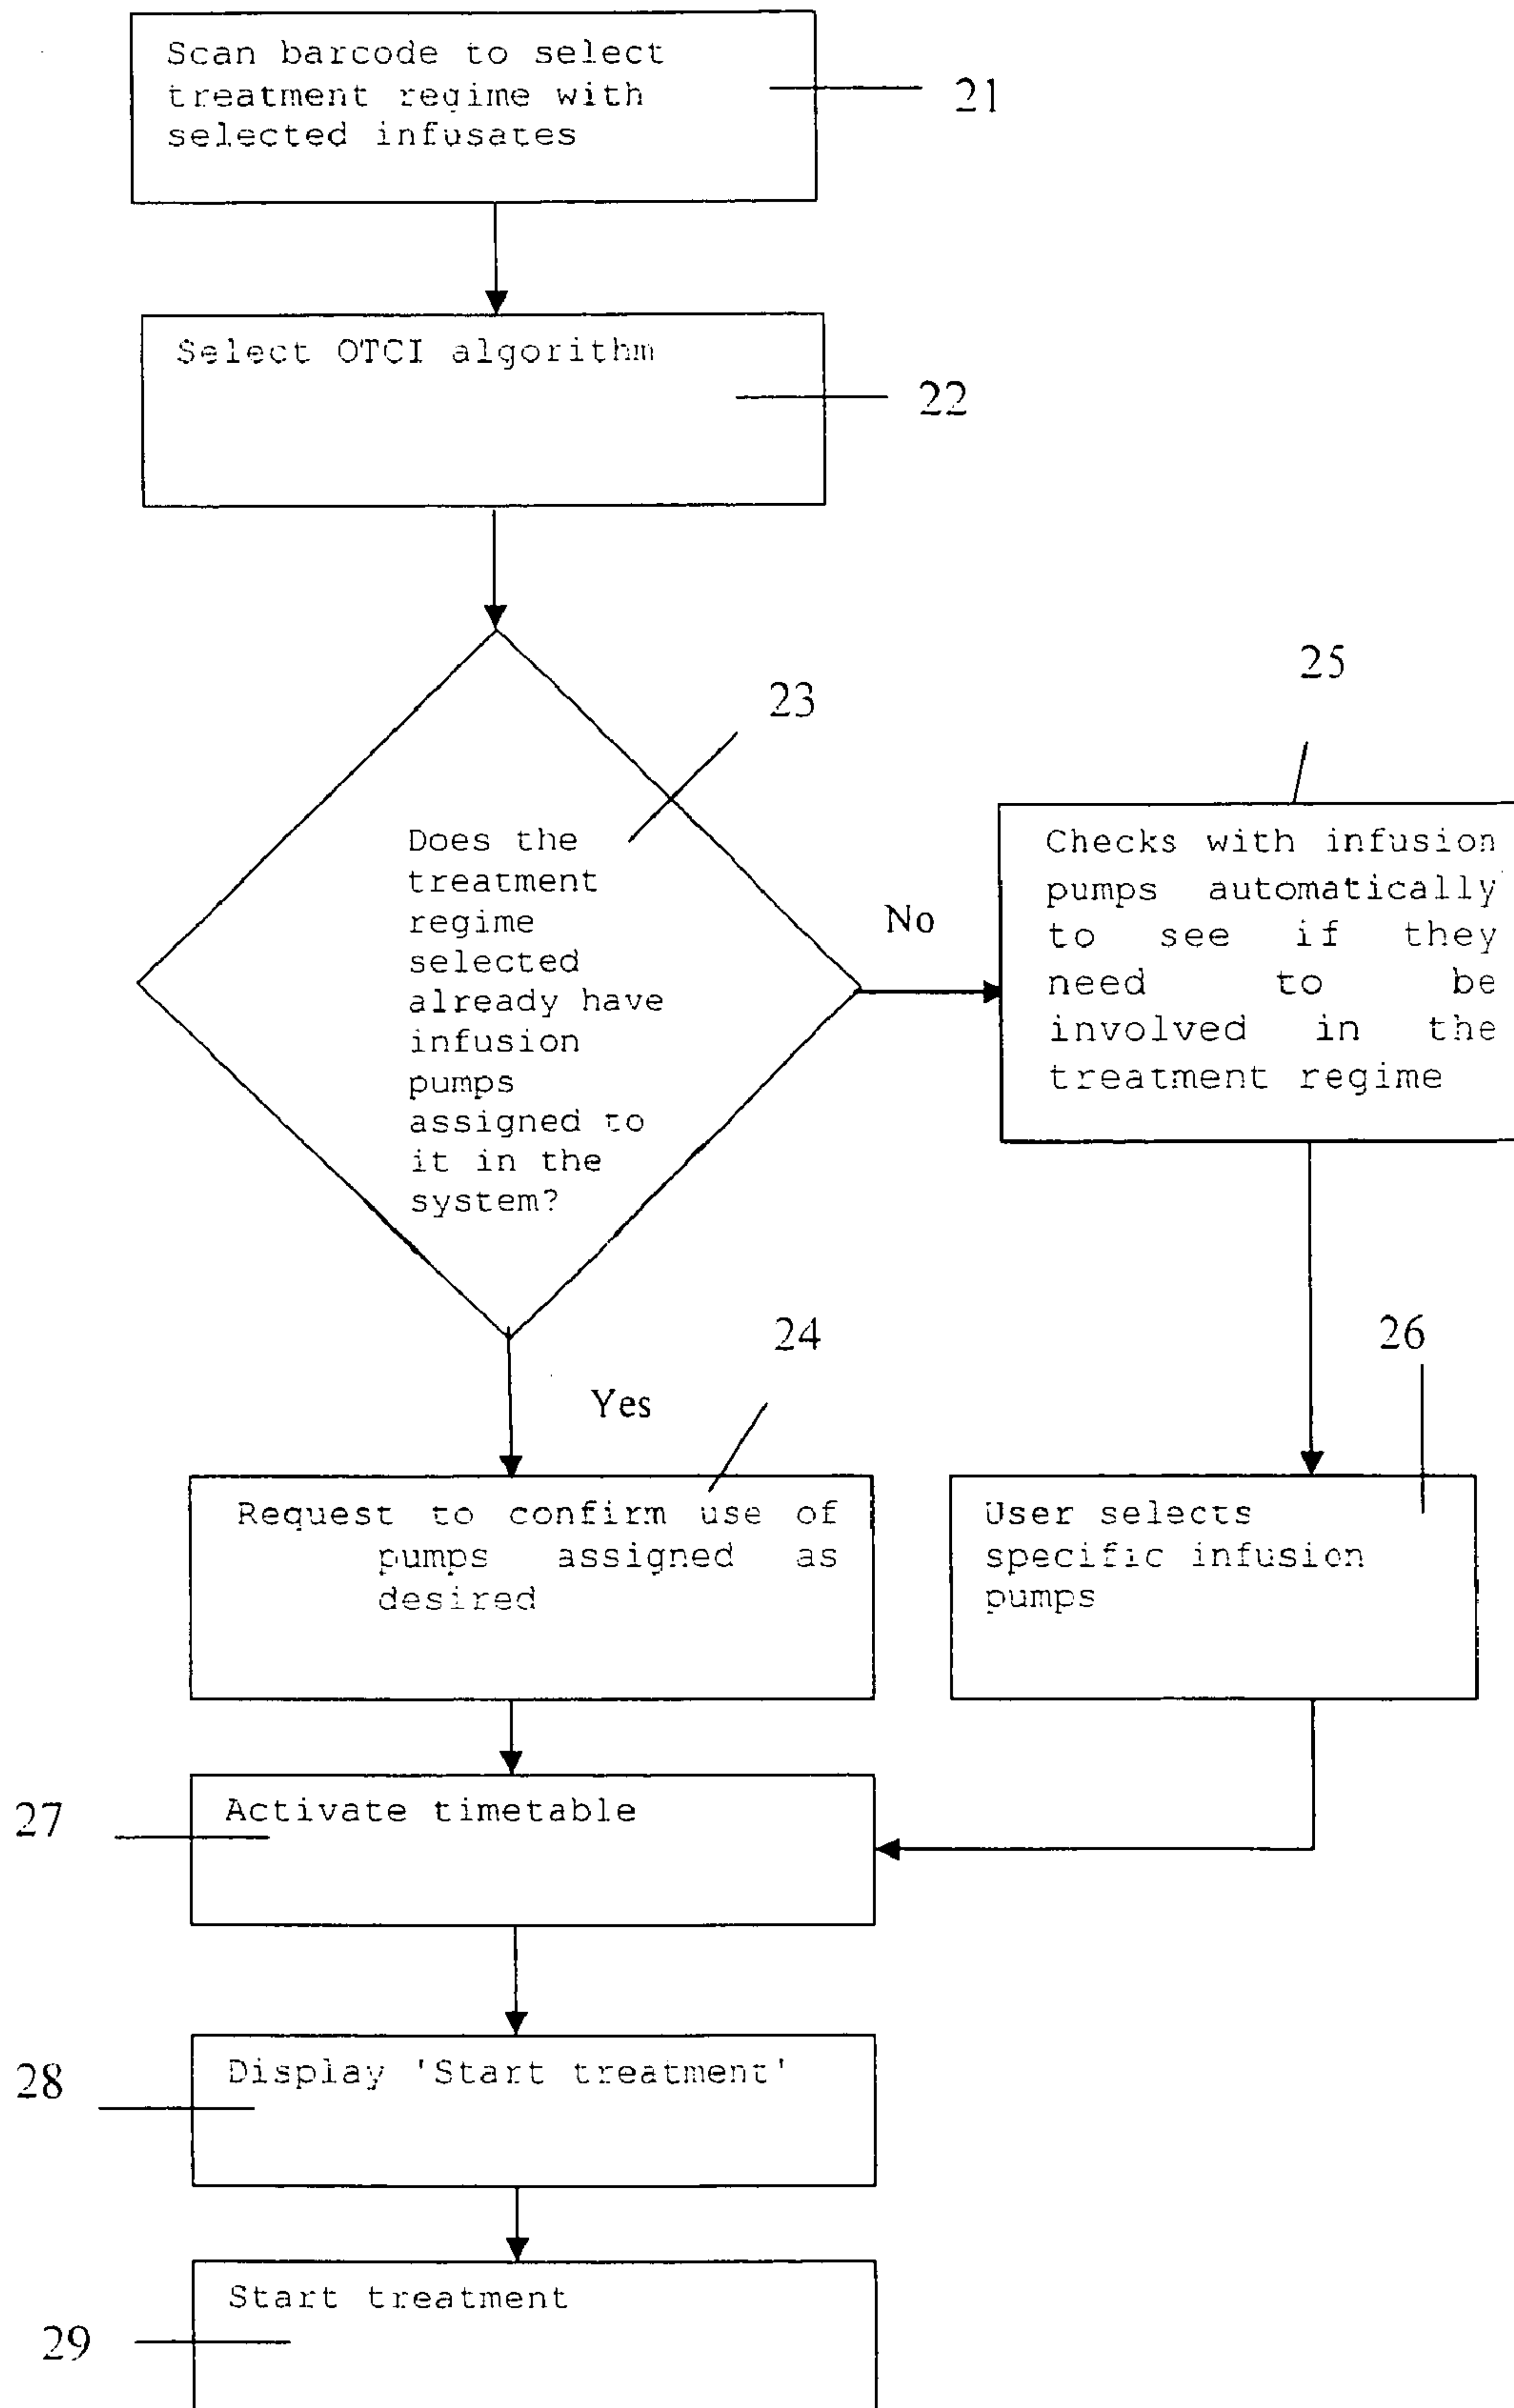 Scan barcode to select
treatment regime with
selected infusates
21
Select OTCI algorithm
22
23
Does the
treatment
regime
selected
already have
infusion
pumps
assigned to
it in the
system?
No
25
Checks with infusion
pumps automatically
to see if they
need to be
involved in the
treatment regime
Yes
24
Request to confirm use of
pumps assigned as
desired
26
User selects
specific infusion
pumps
27
Activate timetable
28
Display 'Start treatment'
29
Start treatment